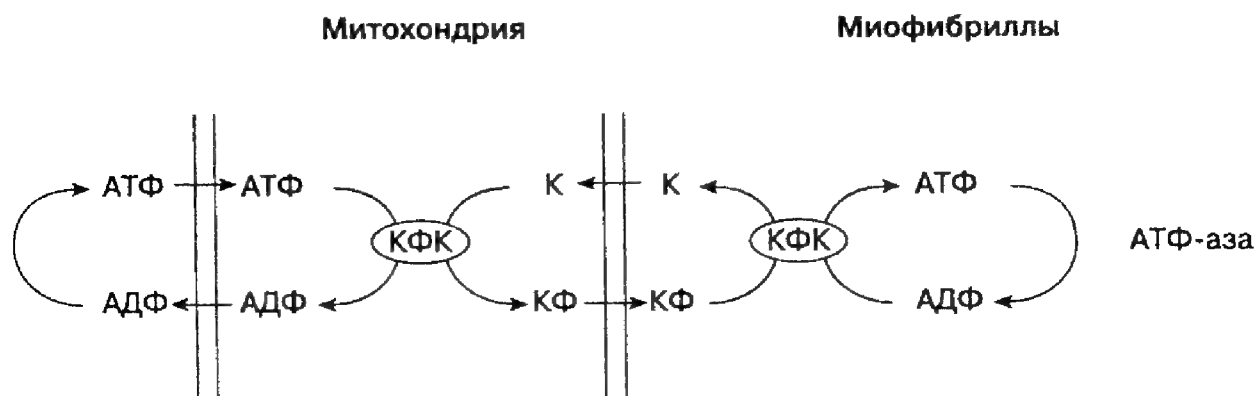 Митохондрия Миофибриллы
АТФ АТФ К К АТФ
КФК КФК АТФ-аза
АДФ АДФ КФ КФ АДФ